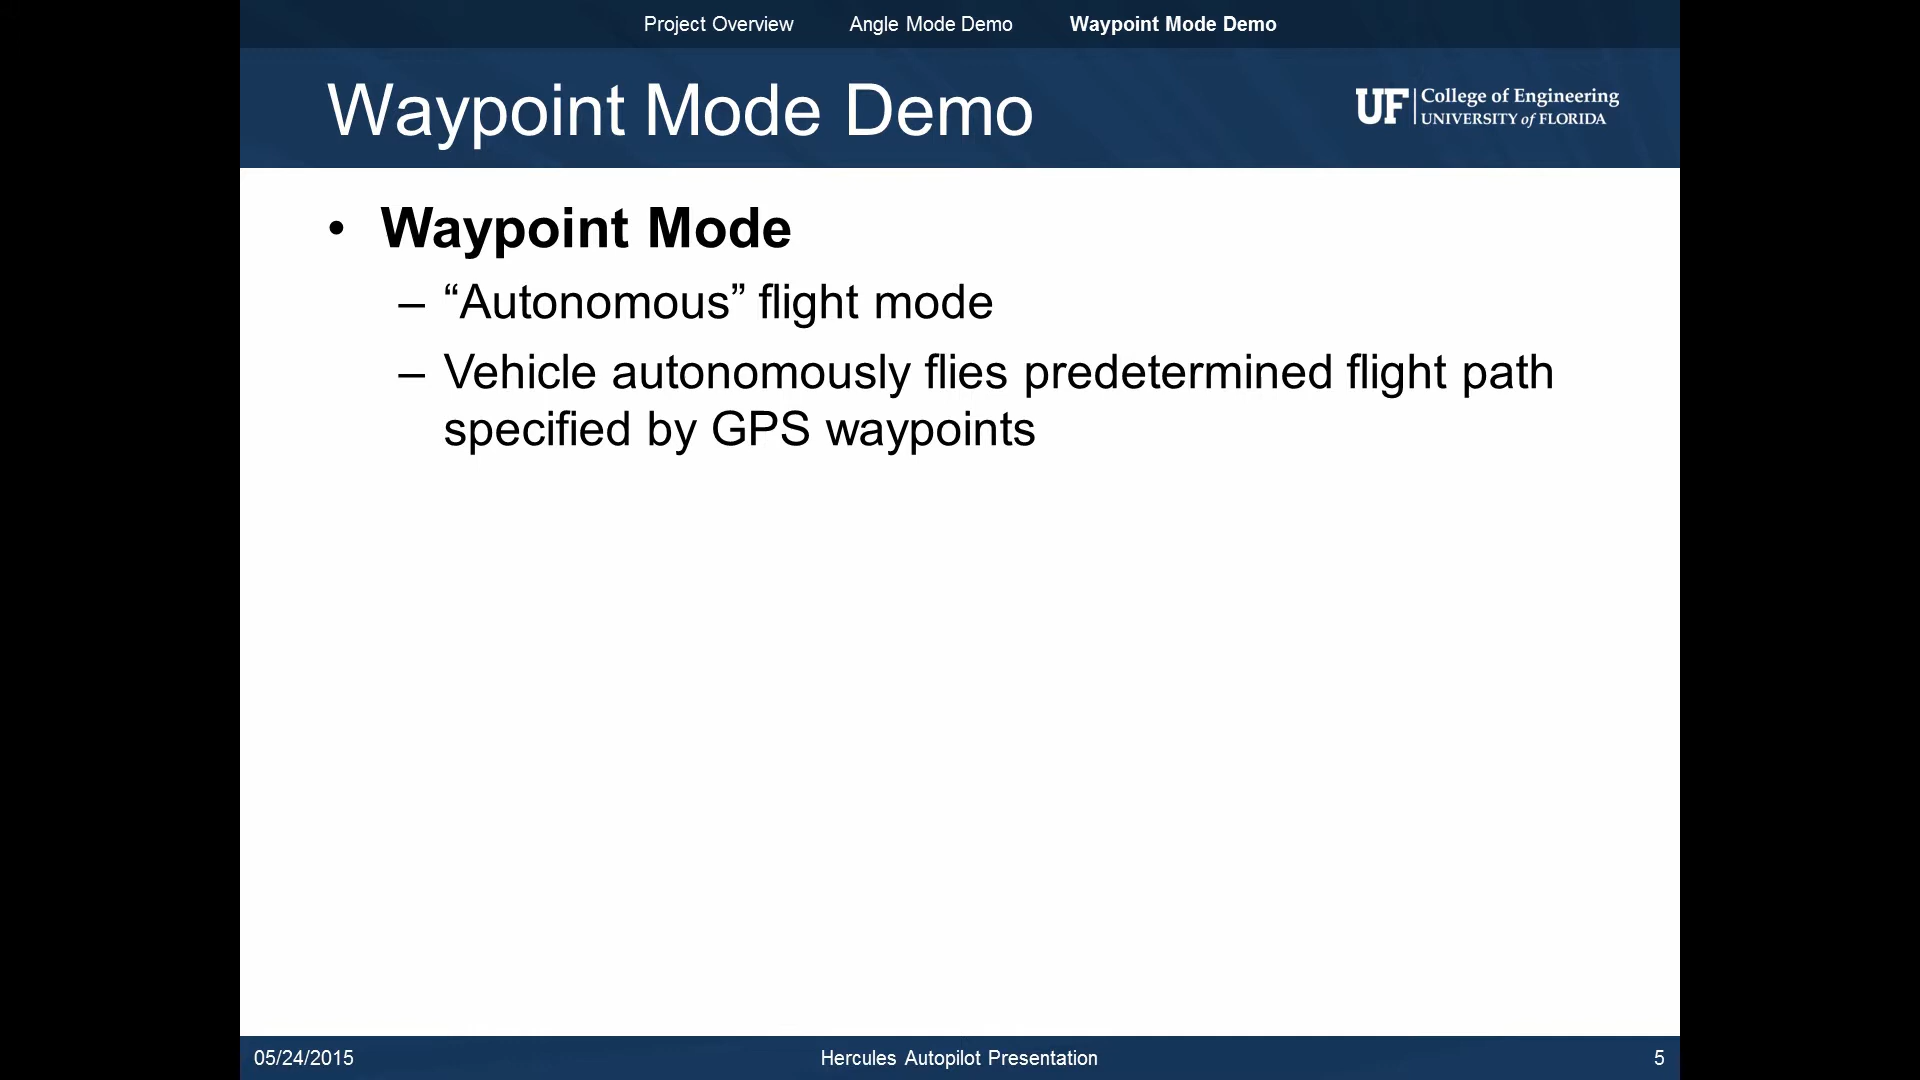 Project Overview Angle Mode Demo Waypoint Mode Demo
Waypoint Mode Demo
UF College of Engineering
UNIVERSITY of FLORIDA
• Waypoint Mode
– “Autonomous” flight mode
– Vehicle autonomously flies predetermined flight path
specified by GPS waypoints
05/24/2015 Hercules Autopilot Presentation 5